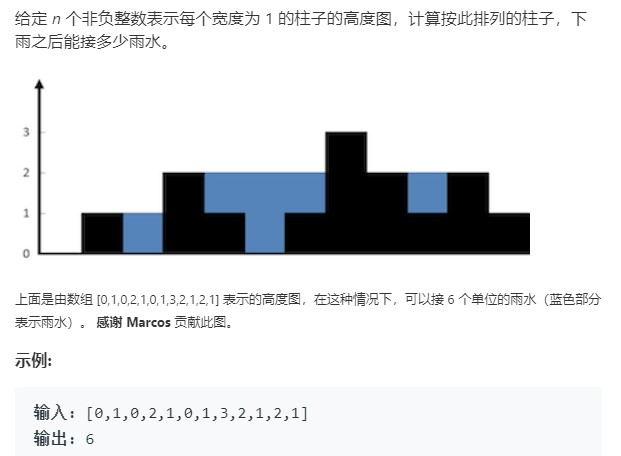 给定 n 个非负整数表示每个宽度为 1 的柱子的高度图，计算按此排列的柱子，下
雨之后能接多少雨水。
3
2
1
0
上面是由数组 [0,1,0,2,1,0,1,3,2,1,2,1] 表示的高度图，在这种情况下，可以接 6 个单位的雨水（蓝色部分
表示雨水）。 感谢 Marcos 贡献此图。
示例:
输入: [0,1,0,2,1,0,1,3,2,1,2,1]
输出: 6